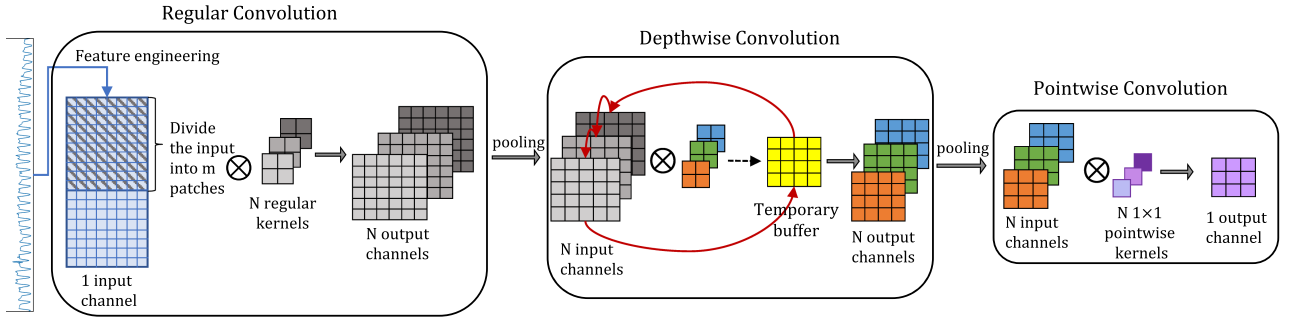 Regular Convolution
Feature engineering
Divide
the input
into m
patches
1 input
channel
N regular
kernels
N output
channels
pooling
Depthwise Convolution
N input
channels
Temporary
buffer
N output
channels
pooling
Pointwise Convolution
N input
channels
N 1×1
pointwise
kernels
1 output
channel